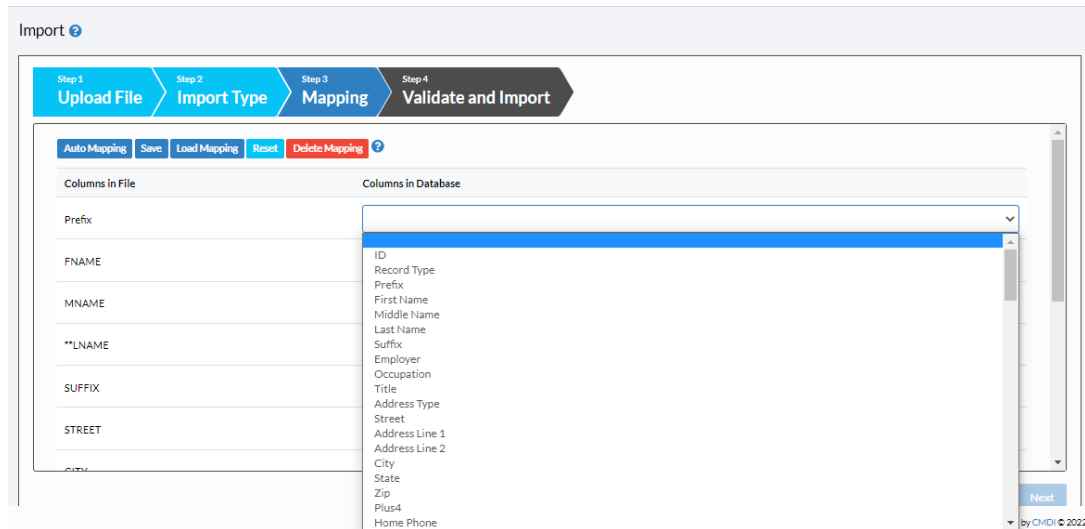 Import ?
Step 1
Upload File
Step 2
Import Type
Step 3
Mapping
Step 4
Validate and Import
Auto Mapping Save Load Mapping Reset Delete Mapping ?
Columns in File Columns in Database
Prefix
FNAME
MNAME
**LNAME
SUFFIX
STREET
CITY
ID
Record Type
Prefix
First Name
Middle Name
Last Name
Suffix
Employer
Occupation
Title
Address Type
Street
Address Line 1
Address Line 2
City
State
Zip
Plus4
Home Phone
Next
by CMDI © 2022